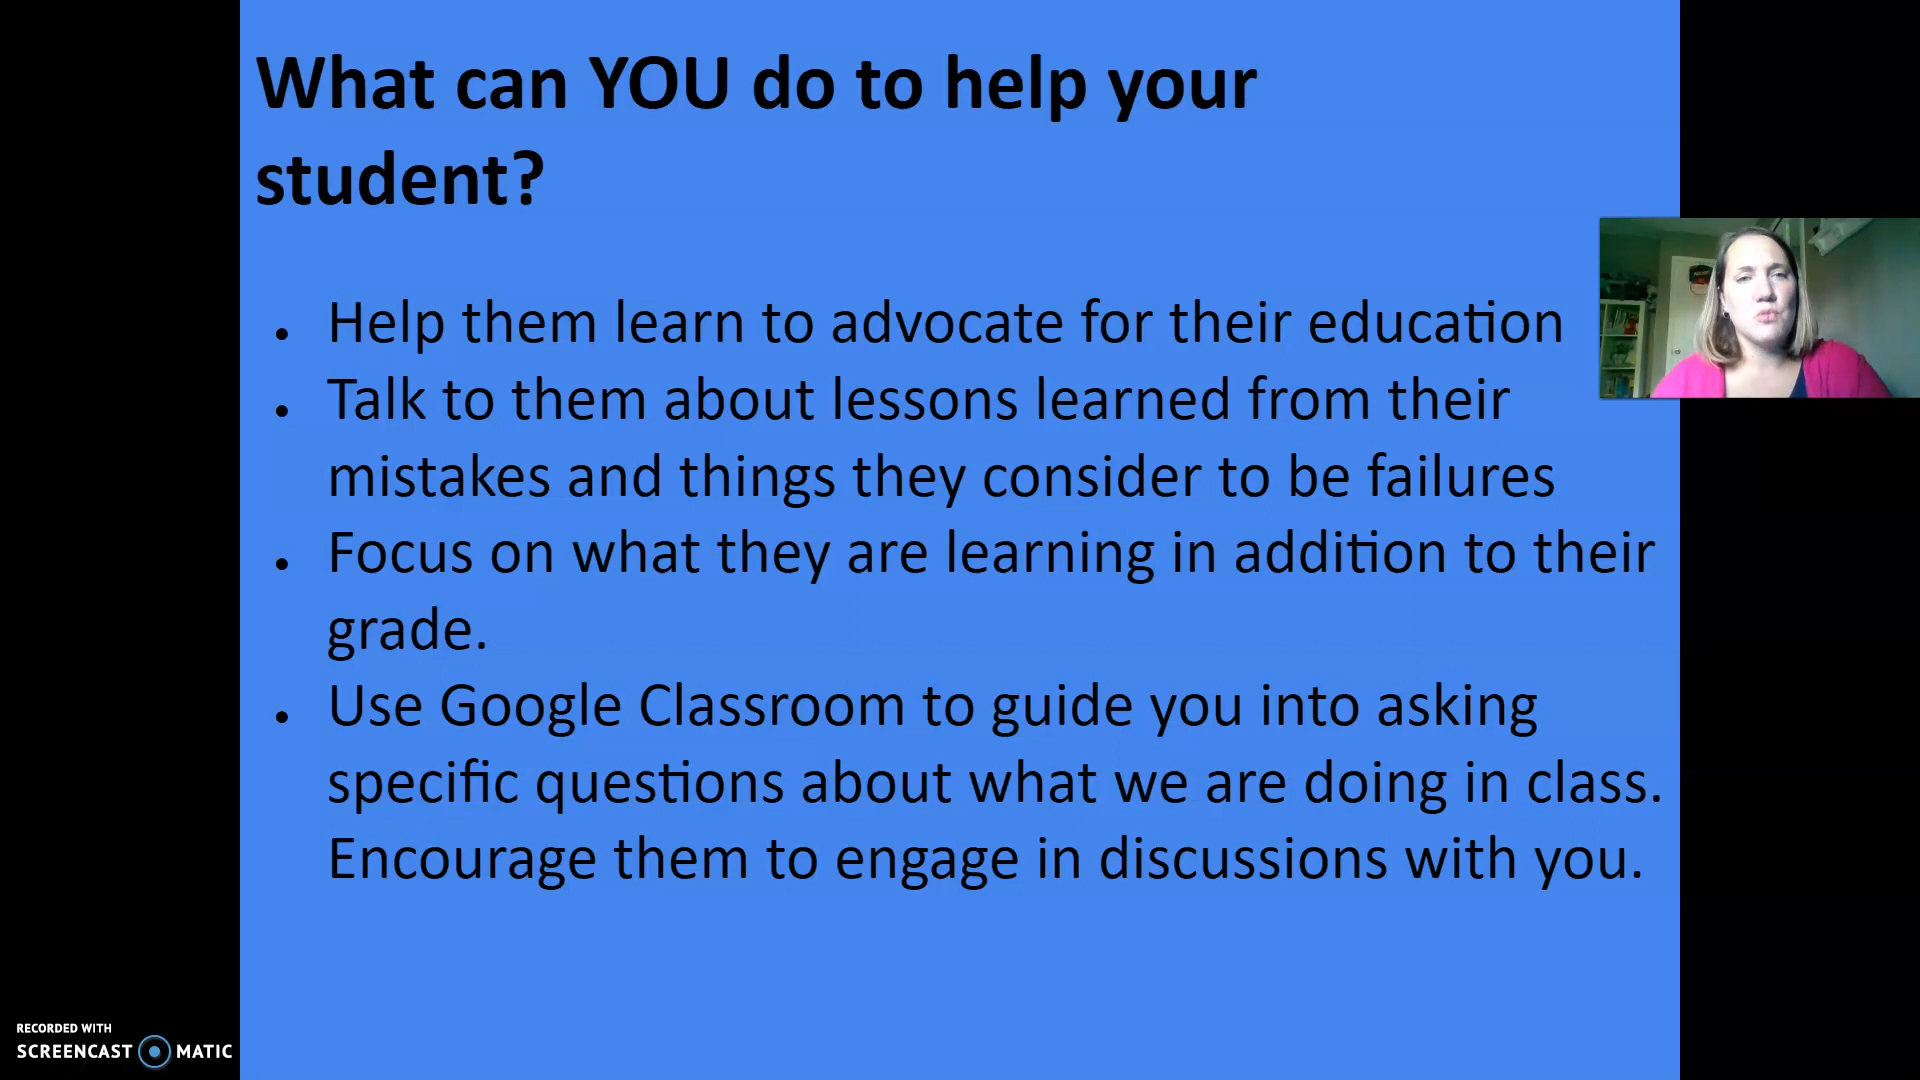 What can YOU do to help your
student?
• Help them learn to advocate for their education
• Talk to them about lessons learned from their
mistakes and things they consider to be failures
• Focus on what they are learning in addition to their
grade.
• Use Google Classroom to guide you into asking
specific questions about what we are doing in class.
Encourage them to engage in discussions with you.
RECORDED WITH
SCREENCAST MATIC